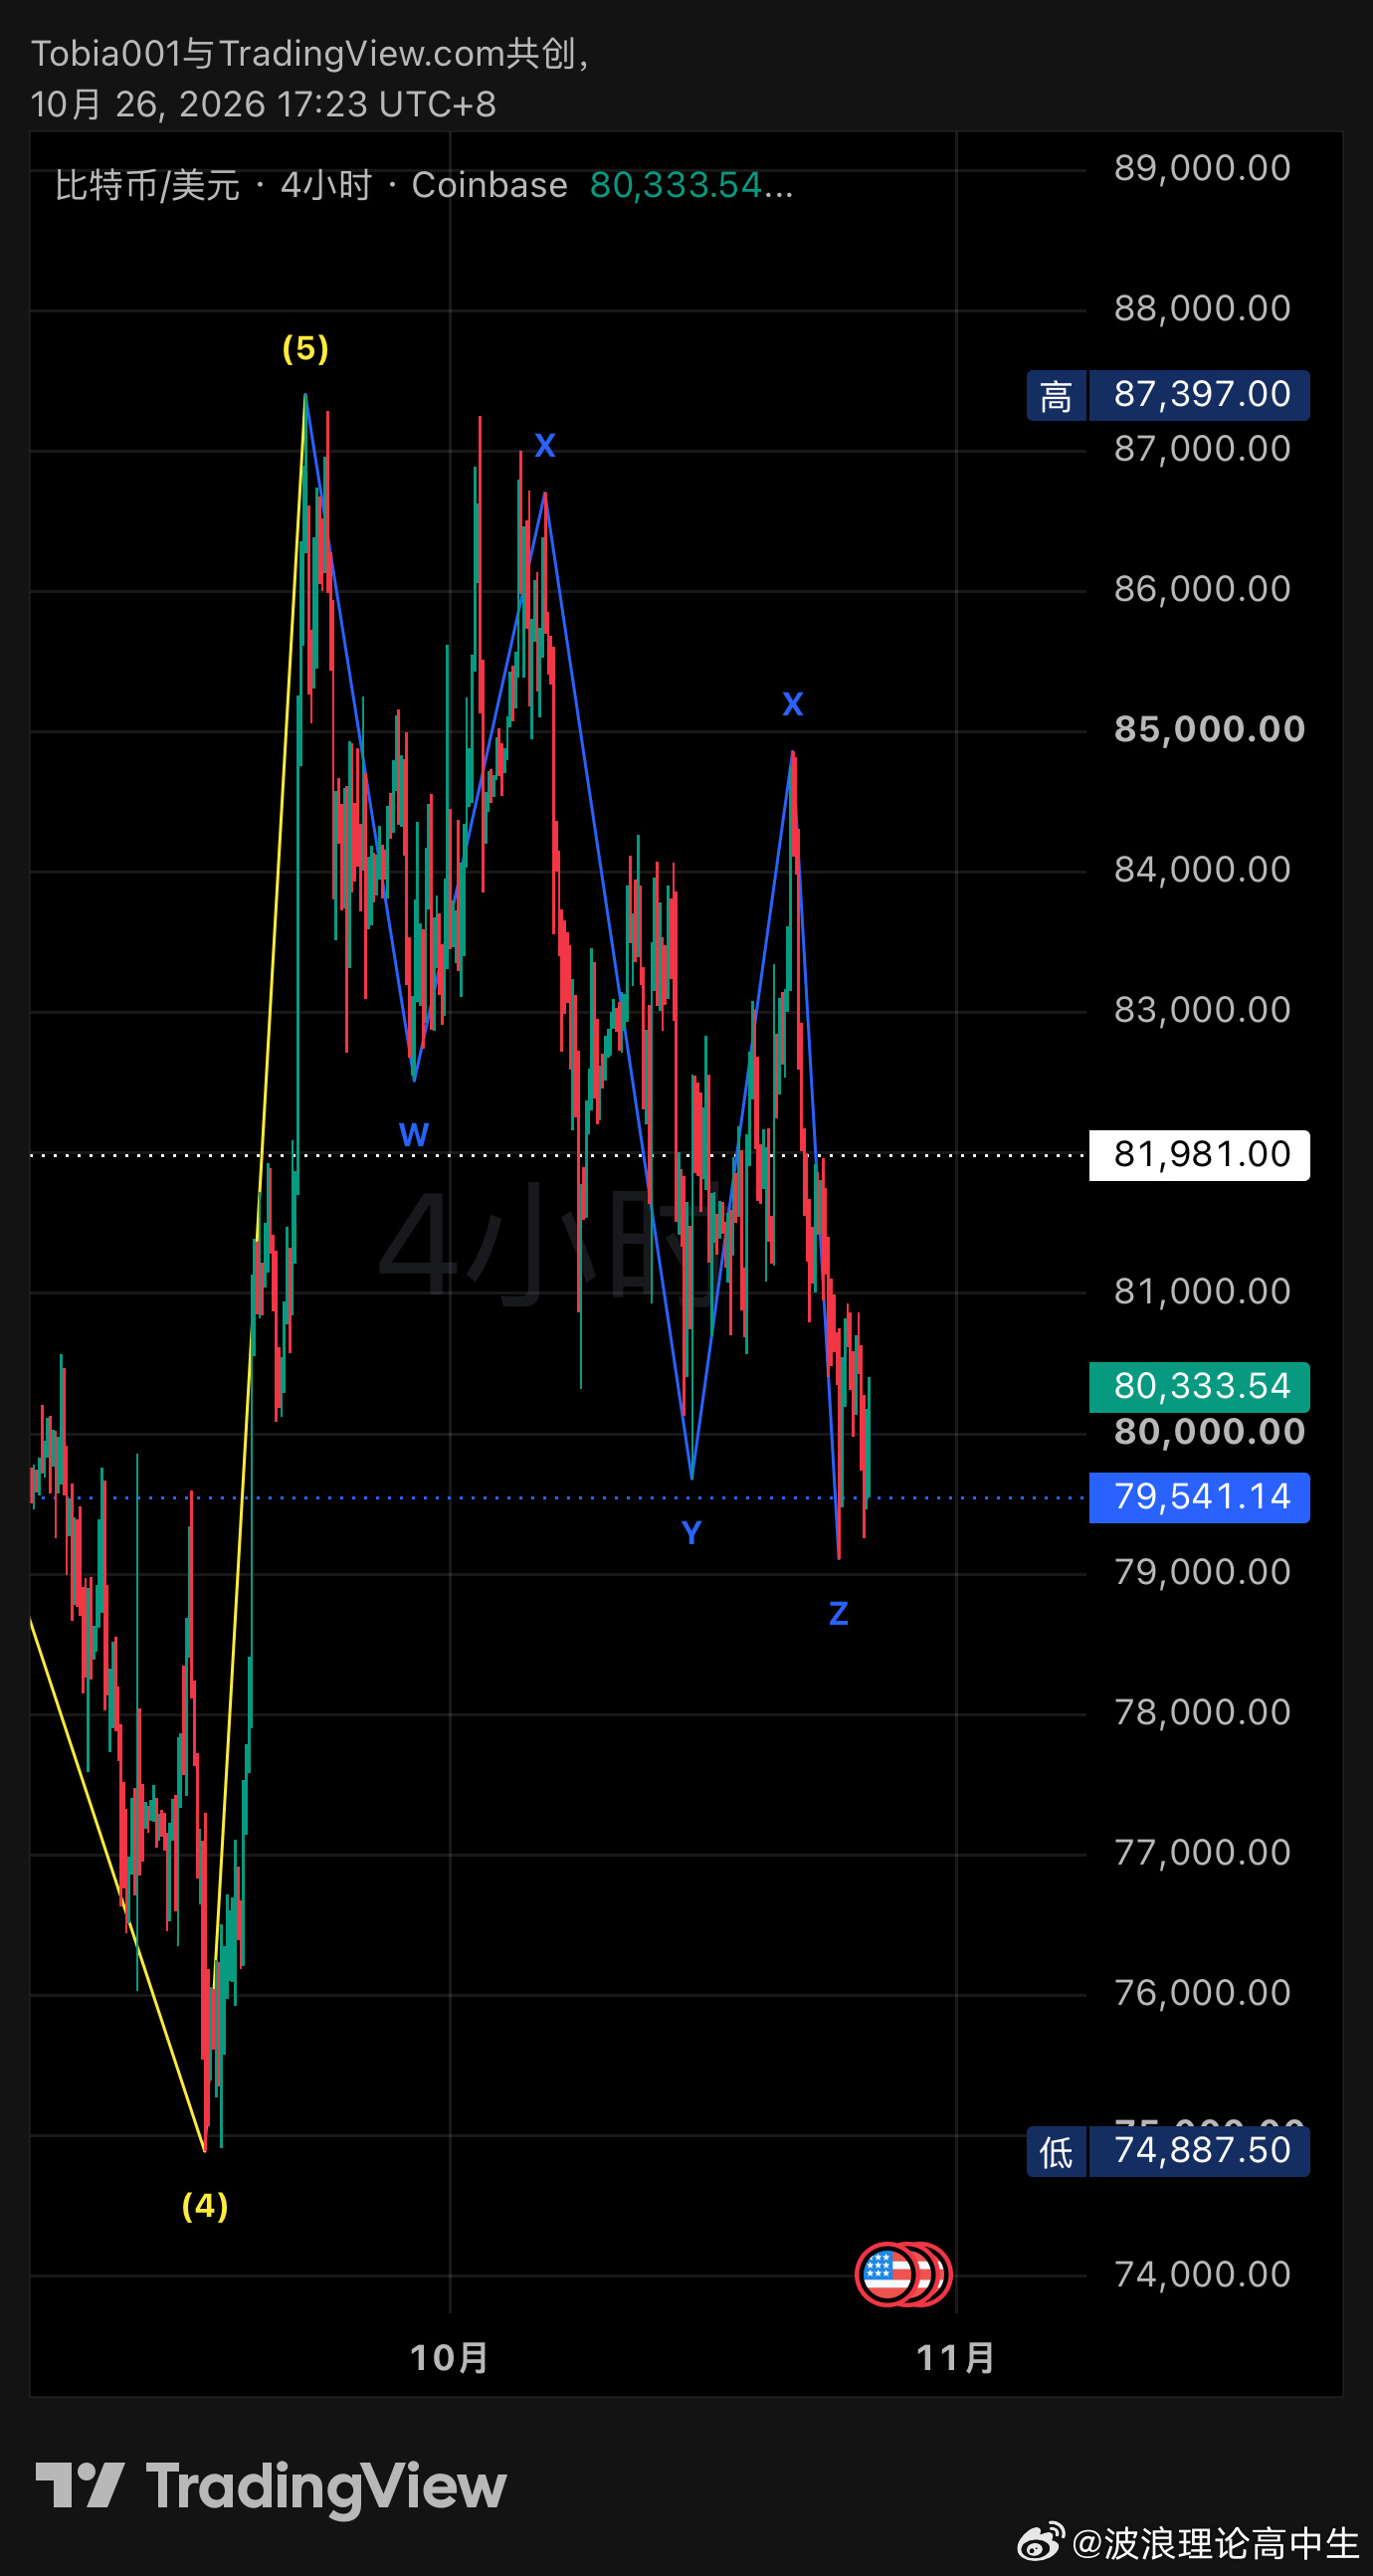 Tobia001与TradingView.com共创，
10月 26, 2026 17:23 UTC+8
比特币/美元 · 4小时 · Coinbase 80,333.54...
89,000.00
88,000.00
(5)
高 87,397.00
87,000.00
X
86,000.00
X
85,000.00
84,000.00
83,000.00
W
81,981.00
4小时
81,000.00
80,333.54
80,000.00
79,541.14
Y
79,000.00
Z
78,000.00
77,000.00
76,000.00
75,000.00
低 74,887.50
(4)
74,000.00
10月 11月
TradingView
@波浪理论高中生